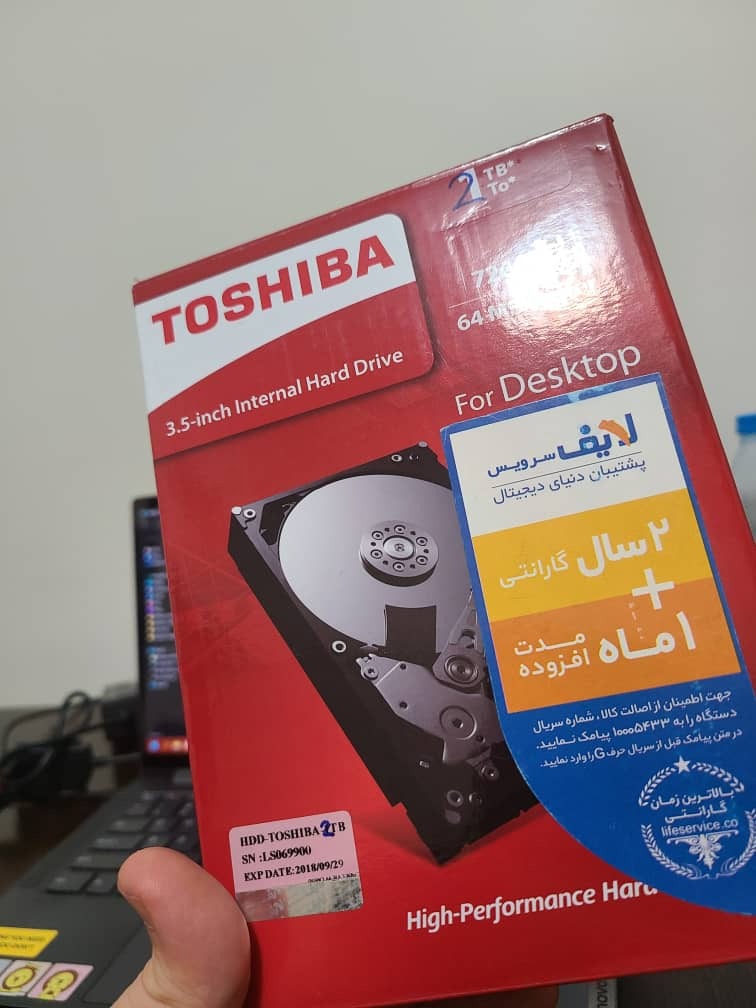 2 TB*
To*
TOSHIBA
64
3.5-inch Internal Hard Drive
For Desktop
لایف سرویس
پشتیبان دنیای دیجیتال
۲ سال گارانتی
+
۱ ماه مدت افزوده
جهت اطمینان از اصالت کالا، شماره سریال
دستگاه را به ۱۰۰۰۵۴۳۳ پیامک نمایید.
در متن پیامک قبل از سریال حرف G را وارد نمایید.
بالاترین زمان
گارانتی
lifeservice.co
HDD-TOSHIBA 2TB
SN :LS069900
EXP DATE:2018/09/29
High-Performance